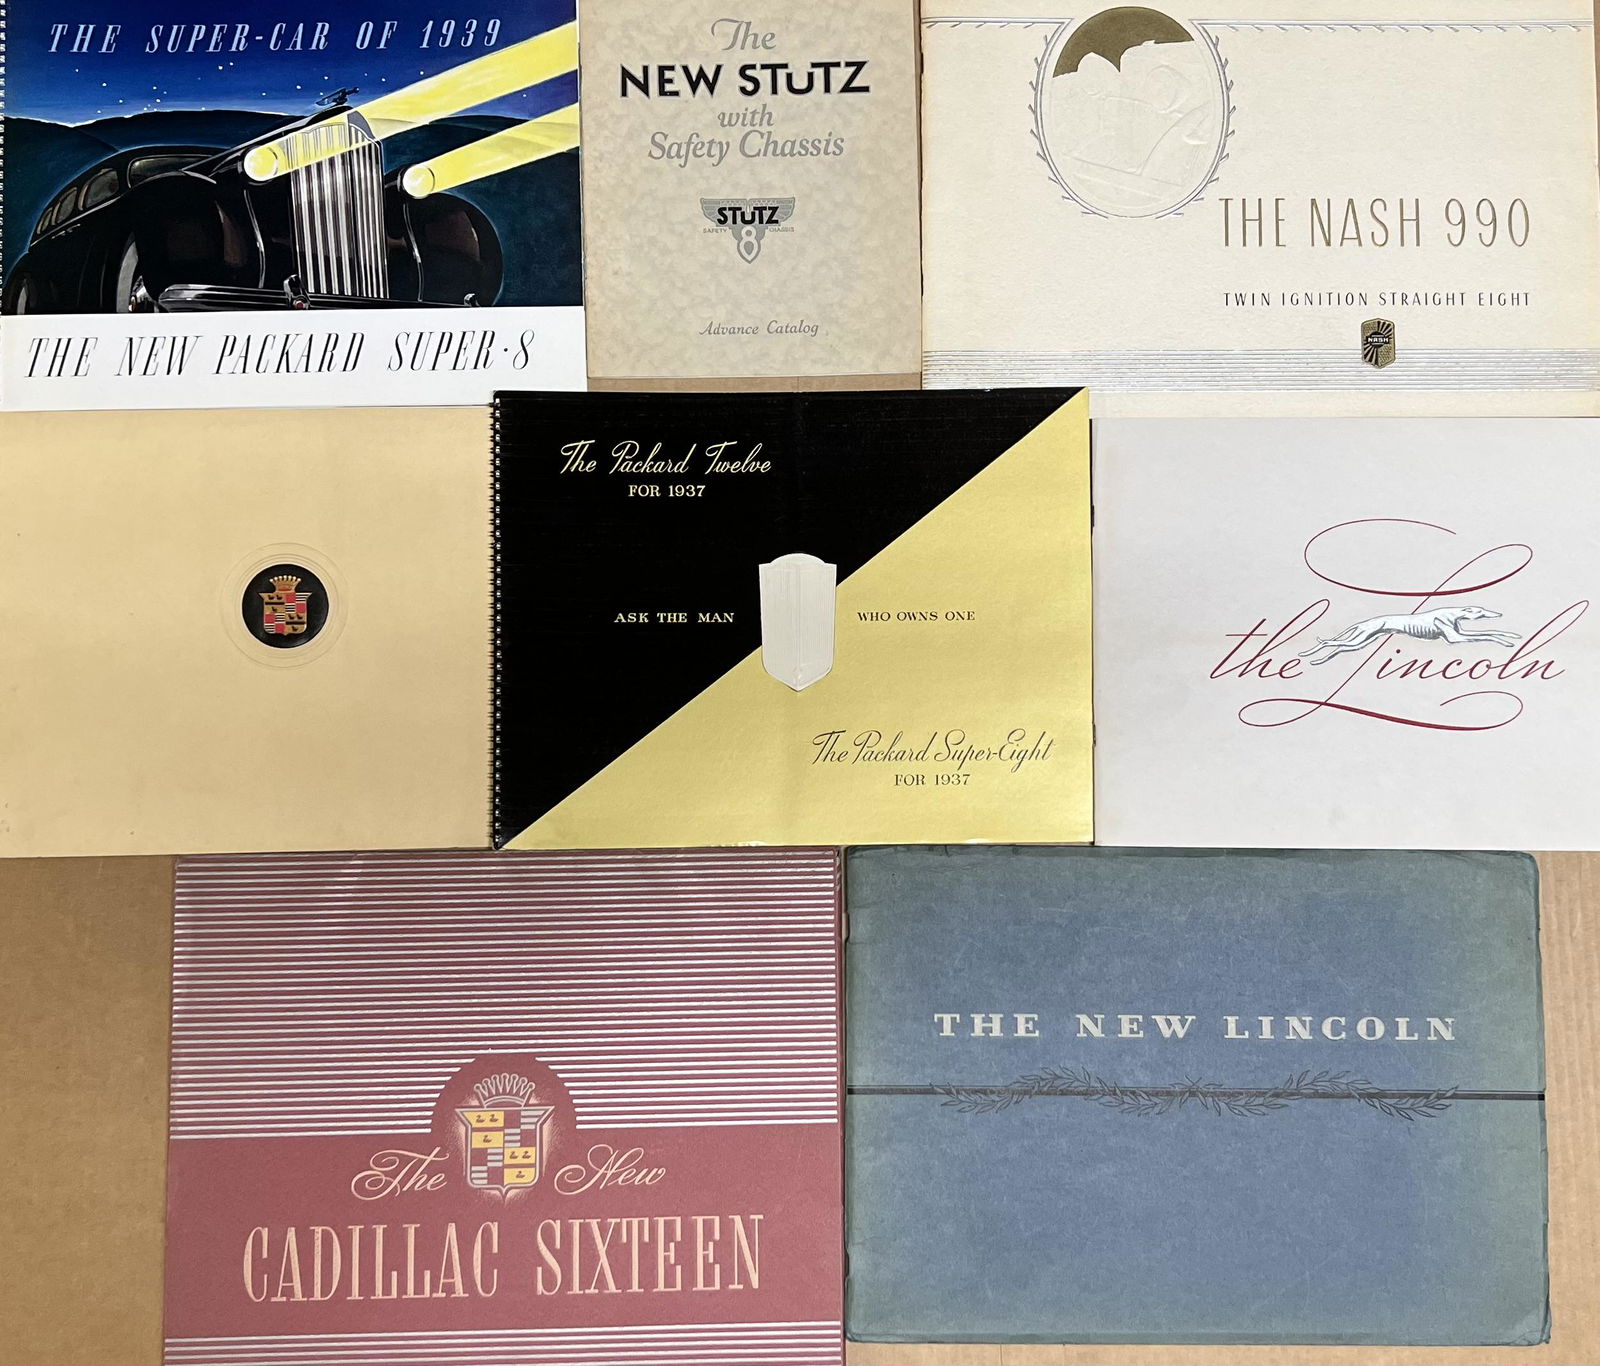 THE SUPER-CAR OF 1939
THE NEW PACKARD SUPER·8
The
NEW STUTZ
with
Safety Chassis
STUTZ
SAFETY CHASSIS
8
Advance Catalog
THE NASH 990
TWIN IGNITION STRAIGHT EIGHT
NASH
The Packard Twelve
FOR 1937
ASK THE MAN WHO OWNS ONE
The Packard Super-Eight
FOR 1937
the Lincoln
The New
CADILLAC SIXTEEN
THE NEW LINCOLN